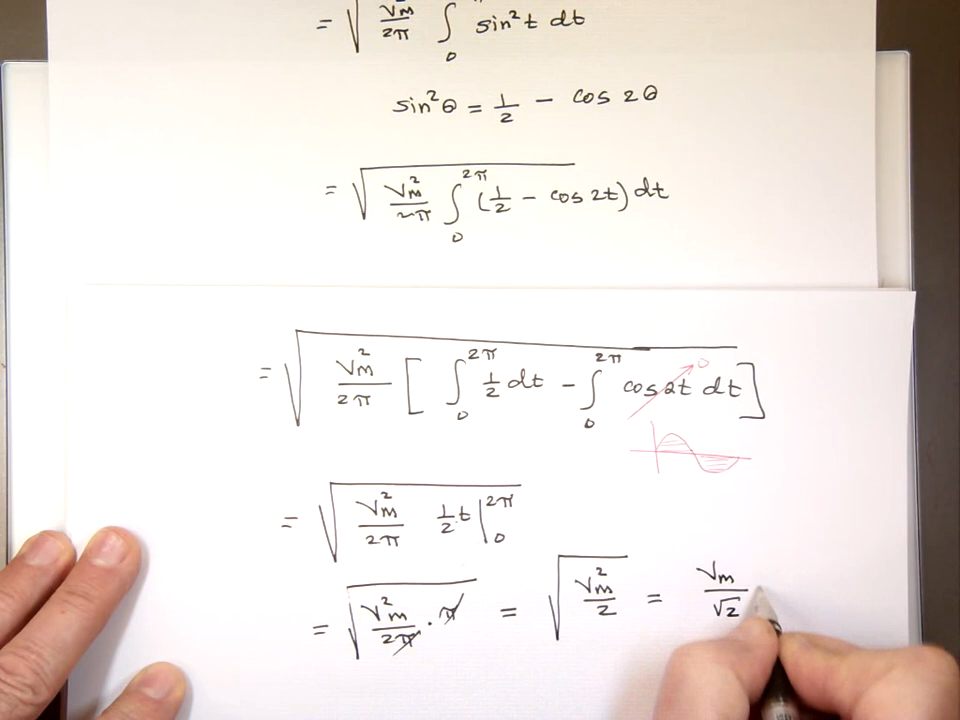 = √ Vm²/2π ∫₀ sin²t dt
sin²θ = 1/2 - cos 2θ
= √ Vm²/2π ∫₀^2π (1/2 - cos 2t) dt
= √ Vm²/2π [ ∫₀^2π 1/2 dt - ∫₀^2π cos 2t dt ] 0
= √ Vm²/2π 1/2 t |₀^2π
= √ Vm²/2π · π = √ Vm²/2 = Vm/√2